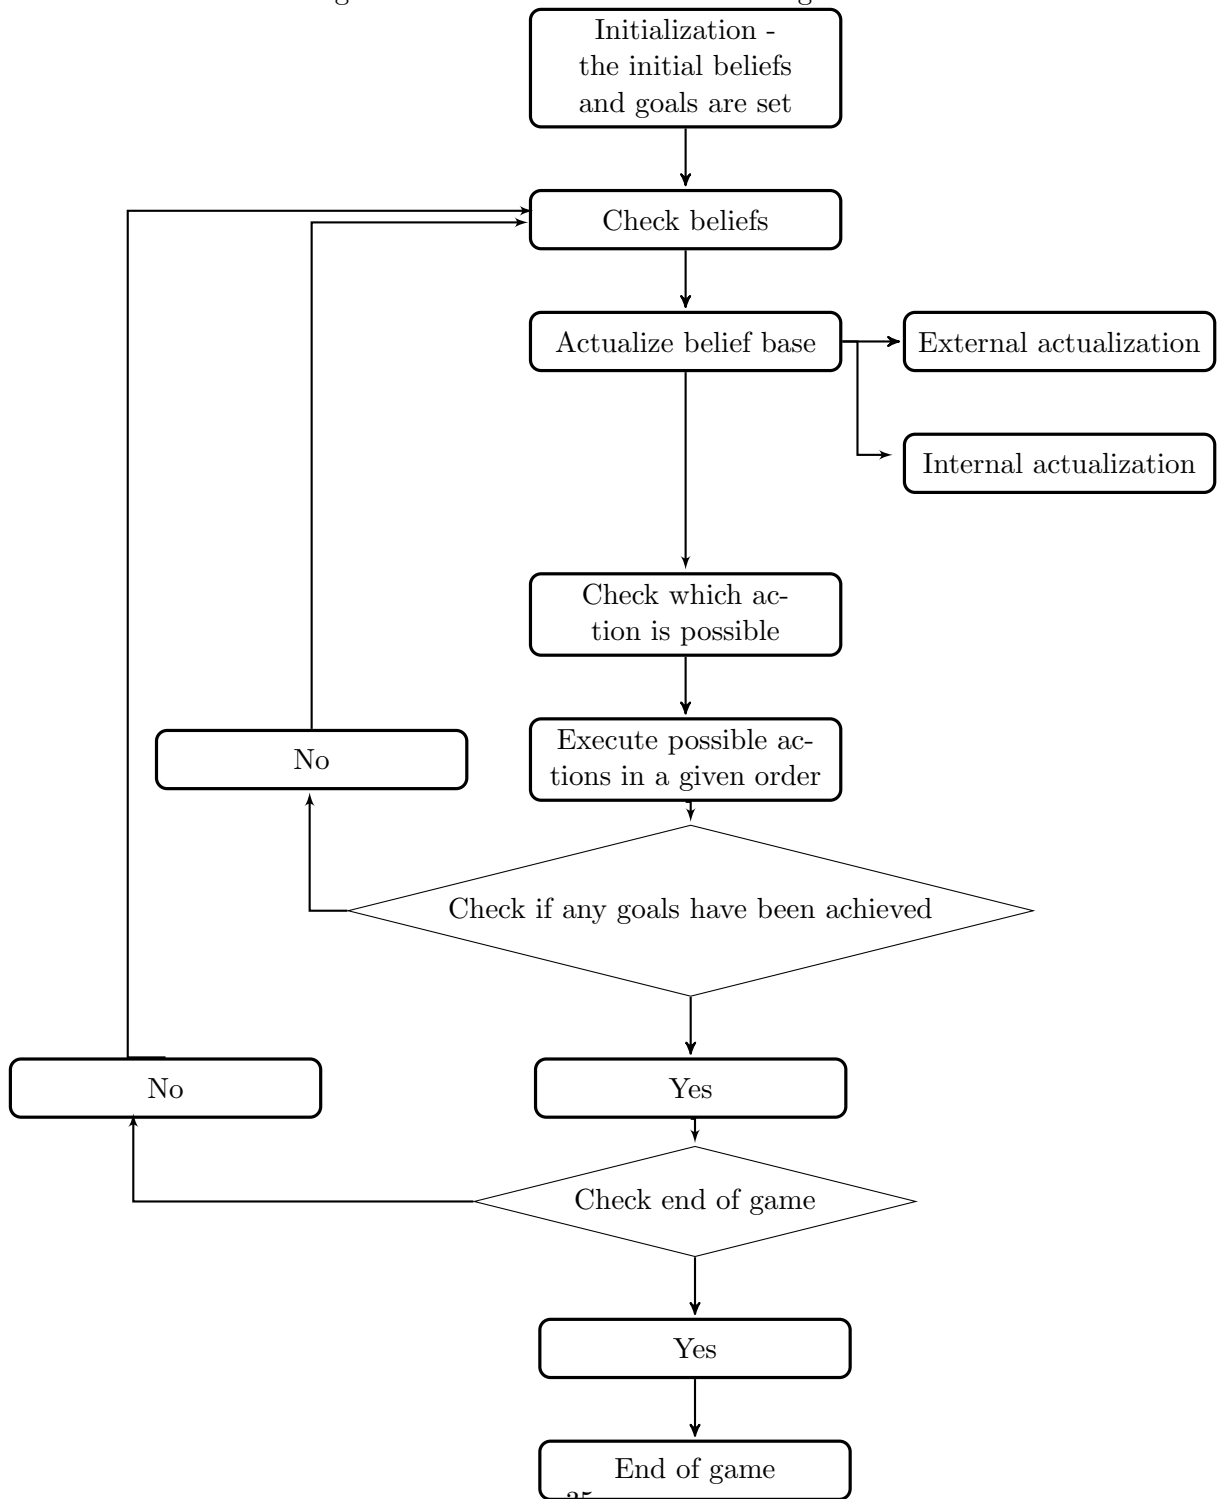 Initialization -
the initial beliefs
and goals are set
Check beliefs
Actualize belief base
External actualization
Internal actualization
Check which ac-
tion is possible
No
Execute possible ac-
tions in a given order
Check if any goals have been achieved
No
Yes
Check end of game
Yes
End of game